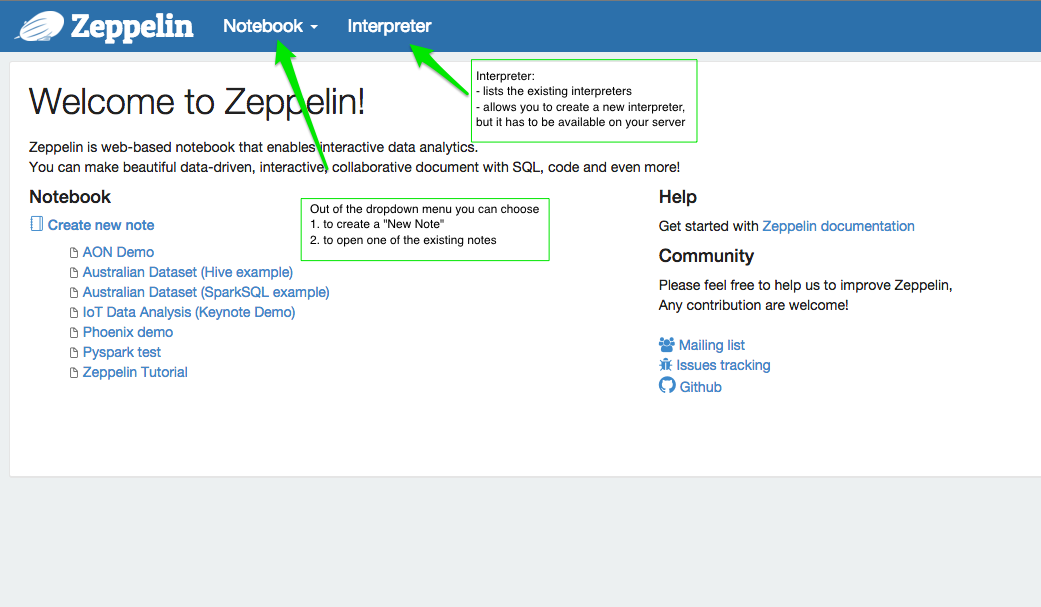 Zeppelin Notebook Interpreter
Interpreter:
- lists the existing interpreters
- allows you to create a new interpreter,
but it has to be available on your server
Welcome to Zeppelin!
Zeppelin is web-based notebook that enables interactive data analytics.
You can make beautiful data-driven, interactive, collaborative document with SQL, code and even more!
Notebook
Create new note
AON Demo
Australian Dataset (Hive example)
Australian Dataset (SparkSQL example)
IoT Data Analysis (Keynote Demo)
Phoenix demo
Pyspark test
Zeppelin Tutorial
Out of the dropdown menu you can choose
1. to create a "New Note"
2. to open one of the existing notes
Help
Get started with Zeppelin documentation
Community
Please feel free to help us to improve Zeppelin,
Any contribution are welcome!
Mailing list
Issues tracking
Github